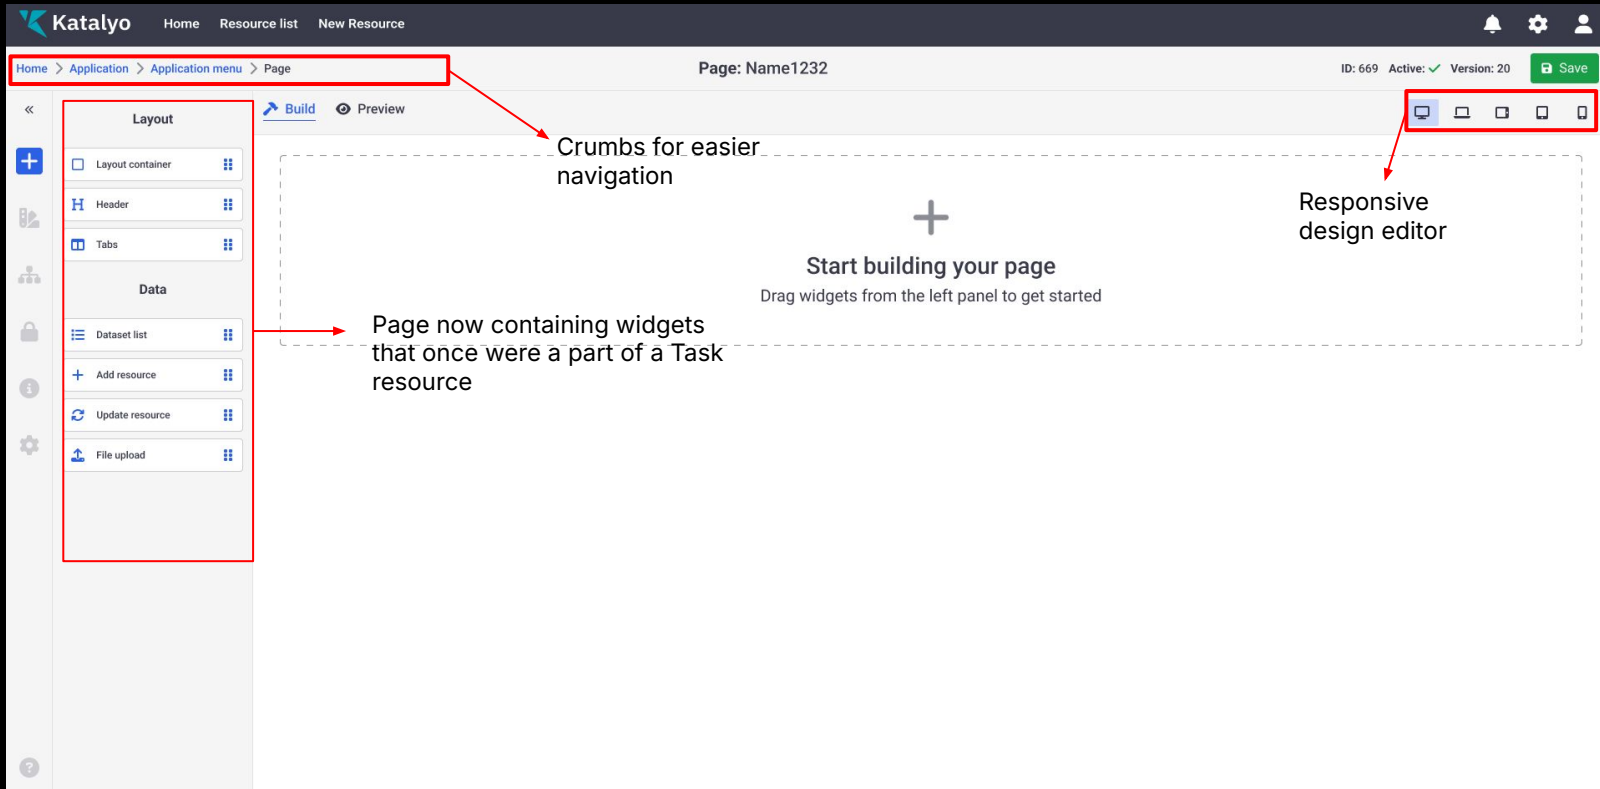 Katalyo Home Resource list New Resource
Home > Application > Application menu > Page
Page: Name1232
ID: 669 Active: ✓ Version: 20 Save
Build Preview
Layout
Layout container
Header
Tabs
Data
Dataset list
Add resource
Update resource
File upload
Crumbs for easier
navigation
Responsive
design editor
Start building your page
Drag widgets from the left panel to get started
Page now containing widgets
that once were a part of a Task
resource